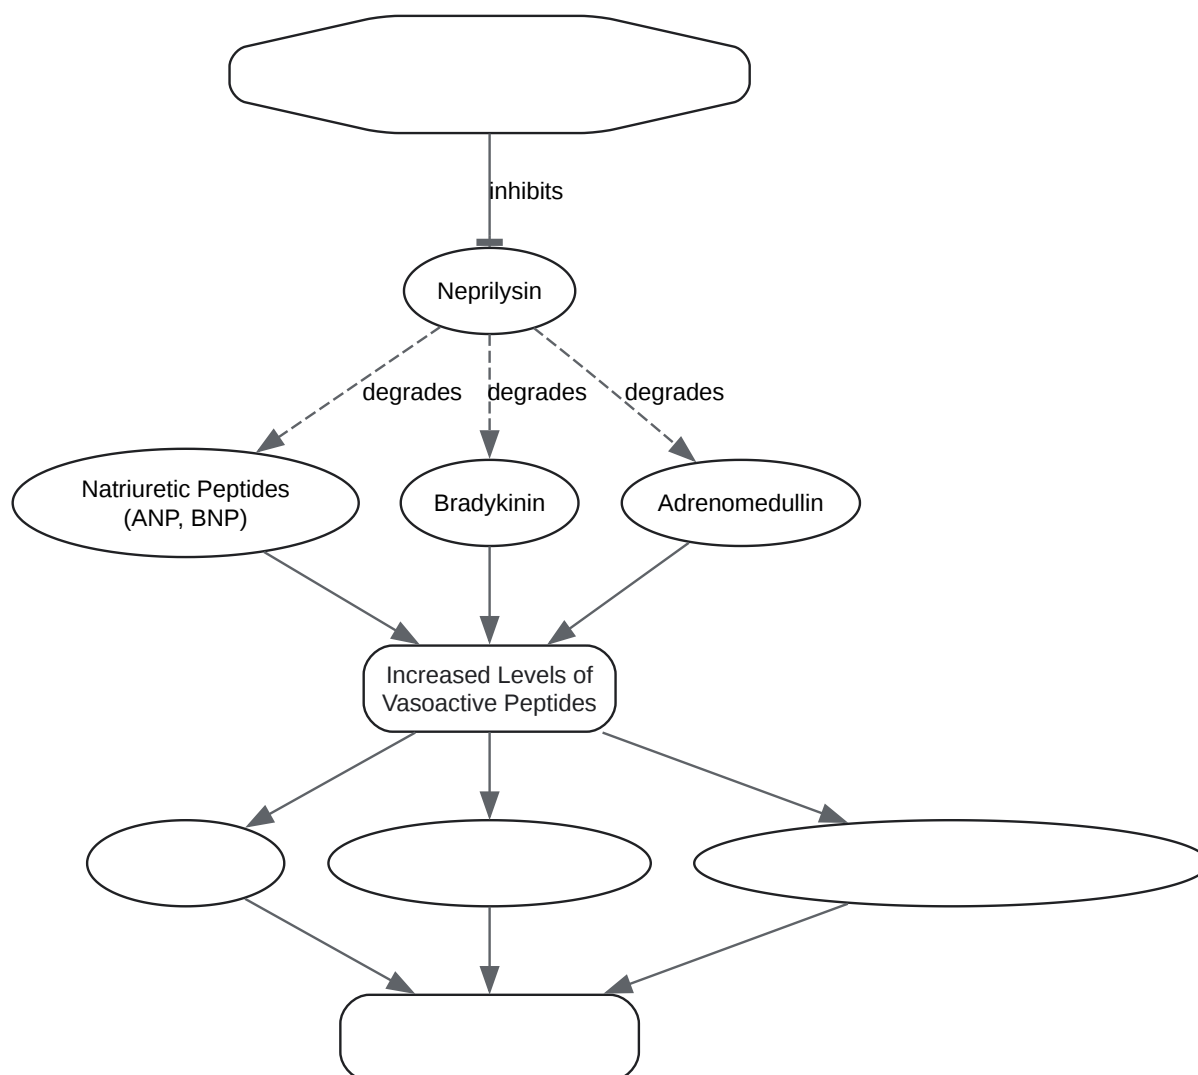 inhibits
Neprilysin
degrades
degrades
degrades
Natriuretic Peptides
(ANP, BNP)
Bradykinin
Adrenomedullin
Increased Levels of
Vasoactive Peptides